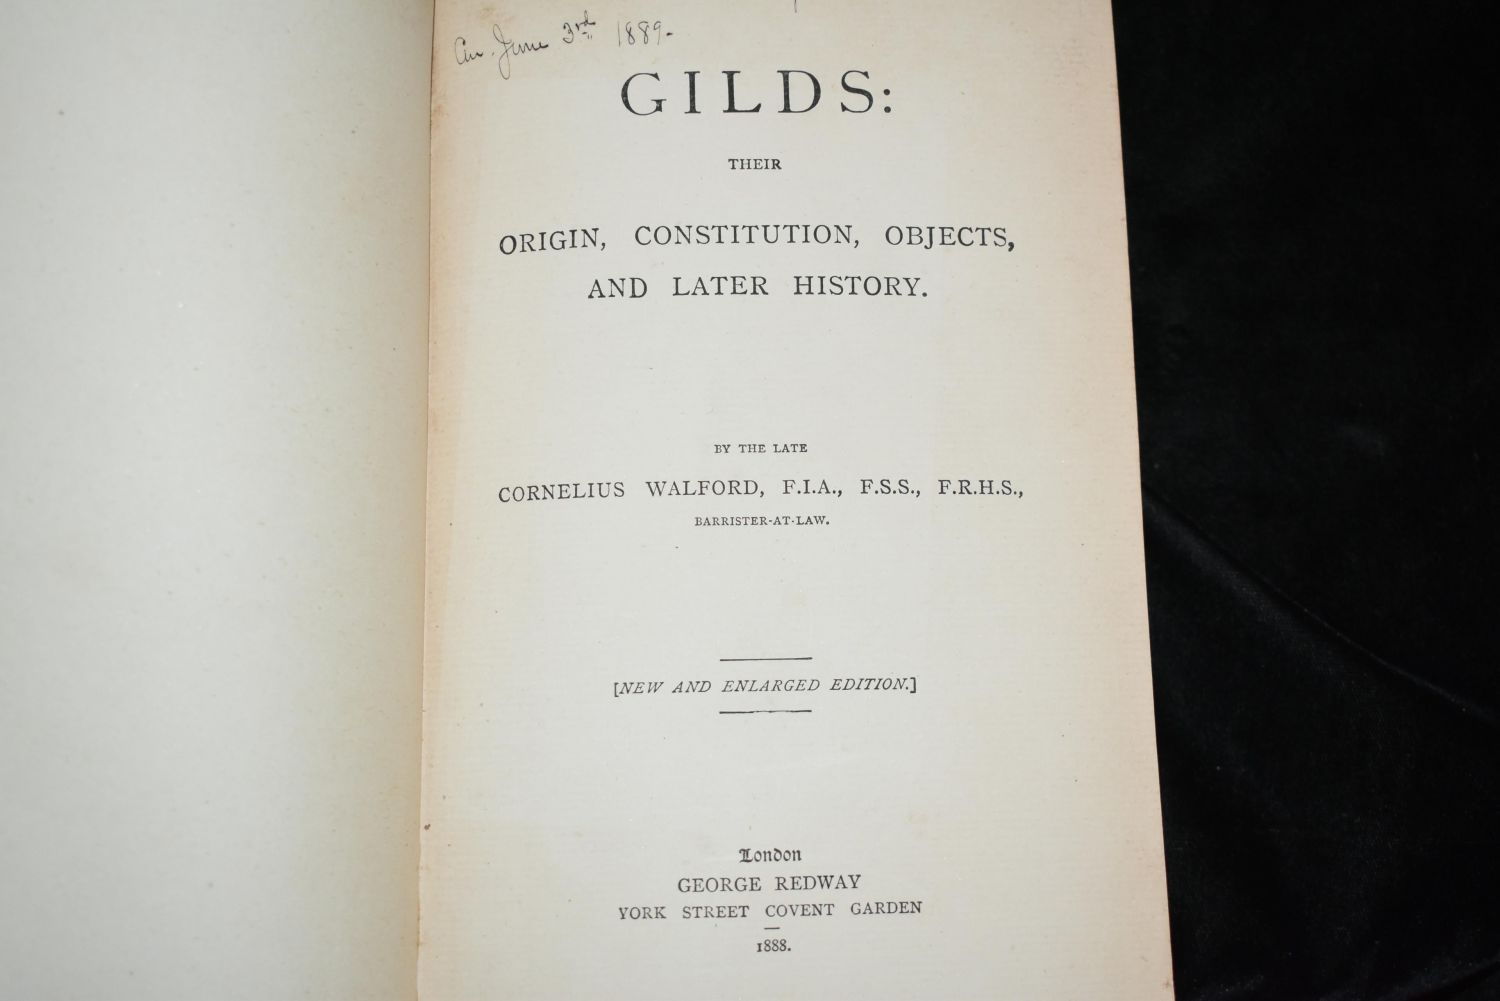 June 3rd 1889.
GILDS:
THEIR
ORIGIN, CONSTITUTION, OBJECTS,
AND LATER HISTORY.
BY THE LATE
CORNELIUS WALFORD, F.I.A., F.S.S., F.R.H.S.,
BARRISTER-AT-LAW.
[NEW AND ENLARGED EDITION.]
London
GEORGE REDWAY
YORK STREET COVENT GARDEN
1888.